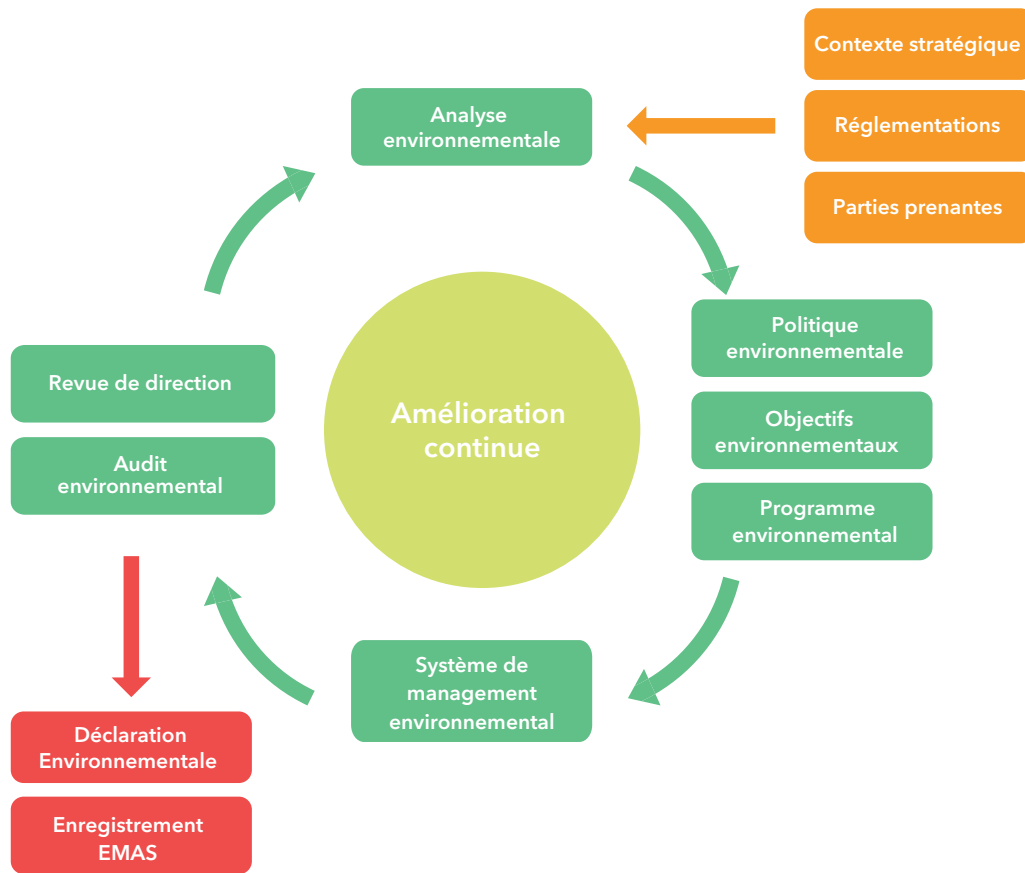 Contexte stratégique
Réglementations
Parties prenantes
Analyse
environnementale
Politique
environnementale
Objectifs
environnementaux
Programme
environnemental
Système de
management
environnemental
Revue de direction
Audit
environnemental
Déclaration
Environnementale
Enregistrement
EMAS
Amélioration
continue